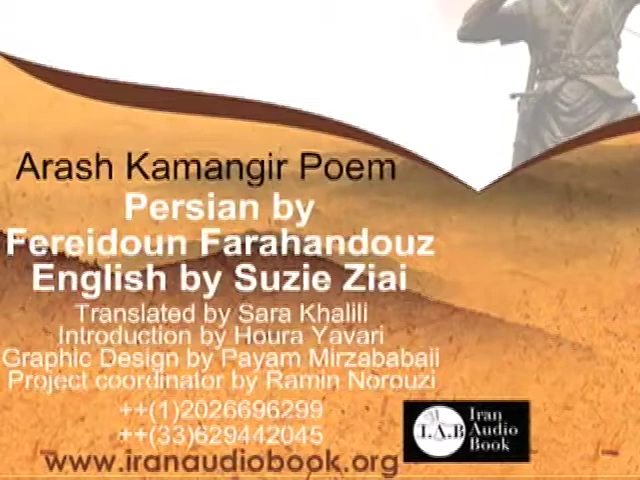 Arash Kamangir Poem
Persian by
Fereidoun Farahandouz
English by Suzie Ziai
Translated by Sara Khalili
Introduction by Houra Yavari
Graphic Design by Payam Mirzababaii
Project coordinator by Ramin Norouzi
++(1)2026696299
++(33)629442045
www.iranaudiobook.org
I.A.B
Iran
Audio
Book